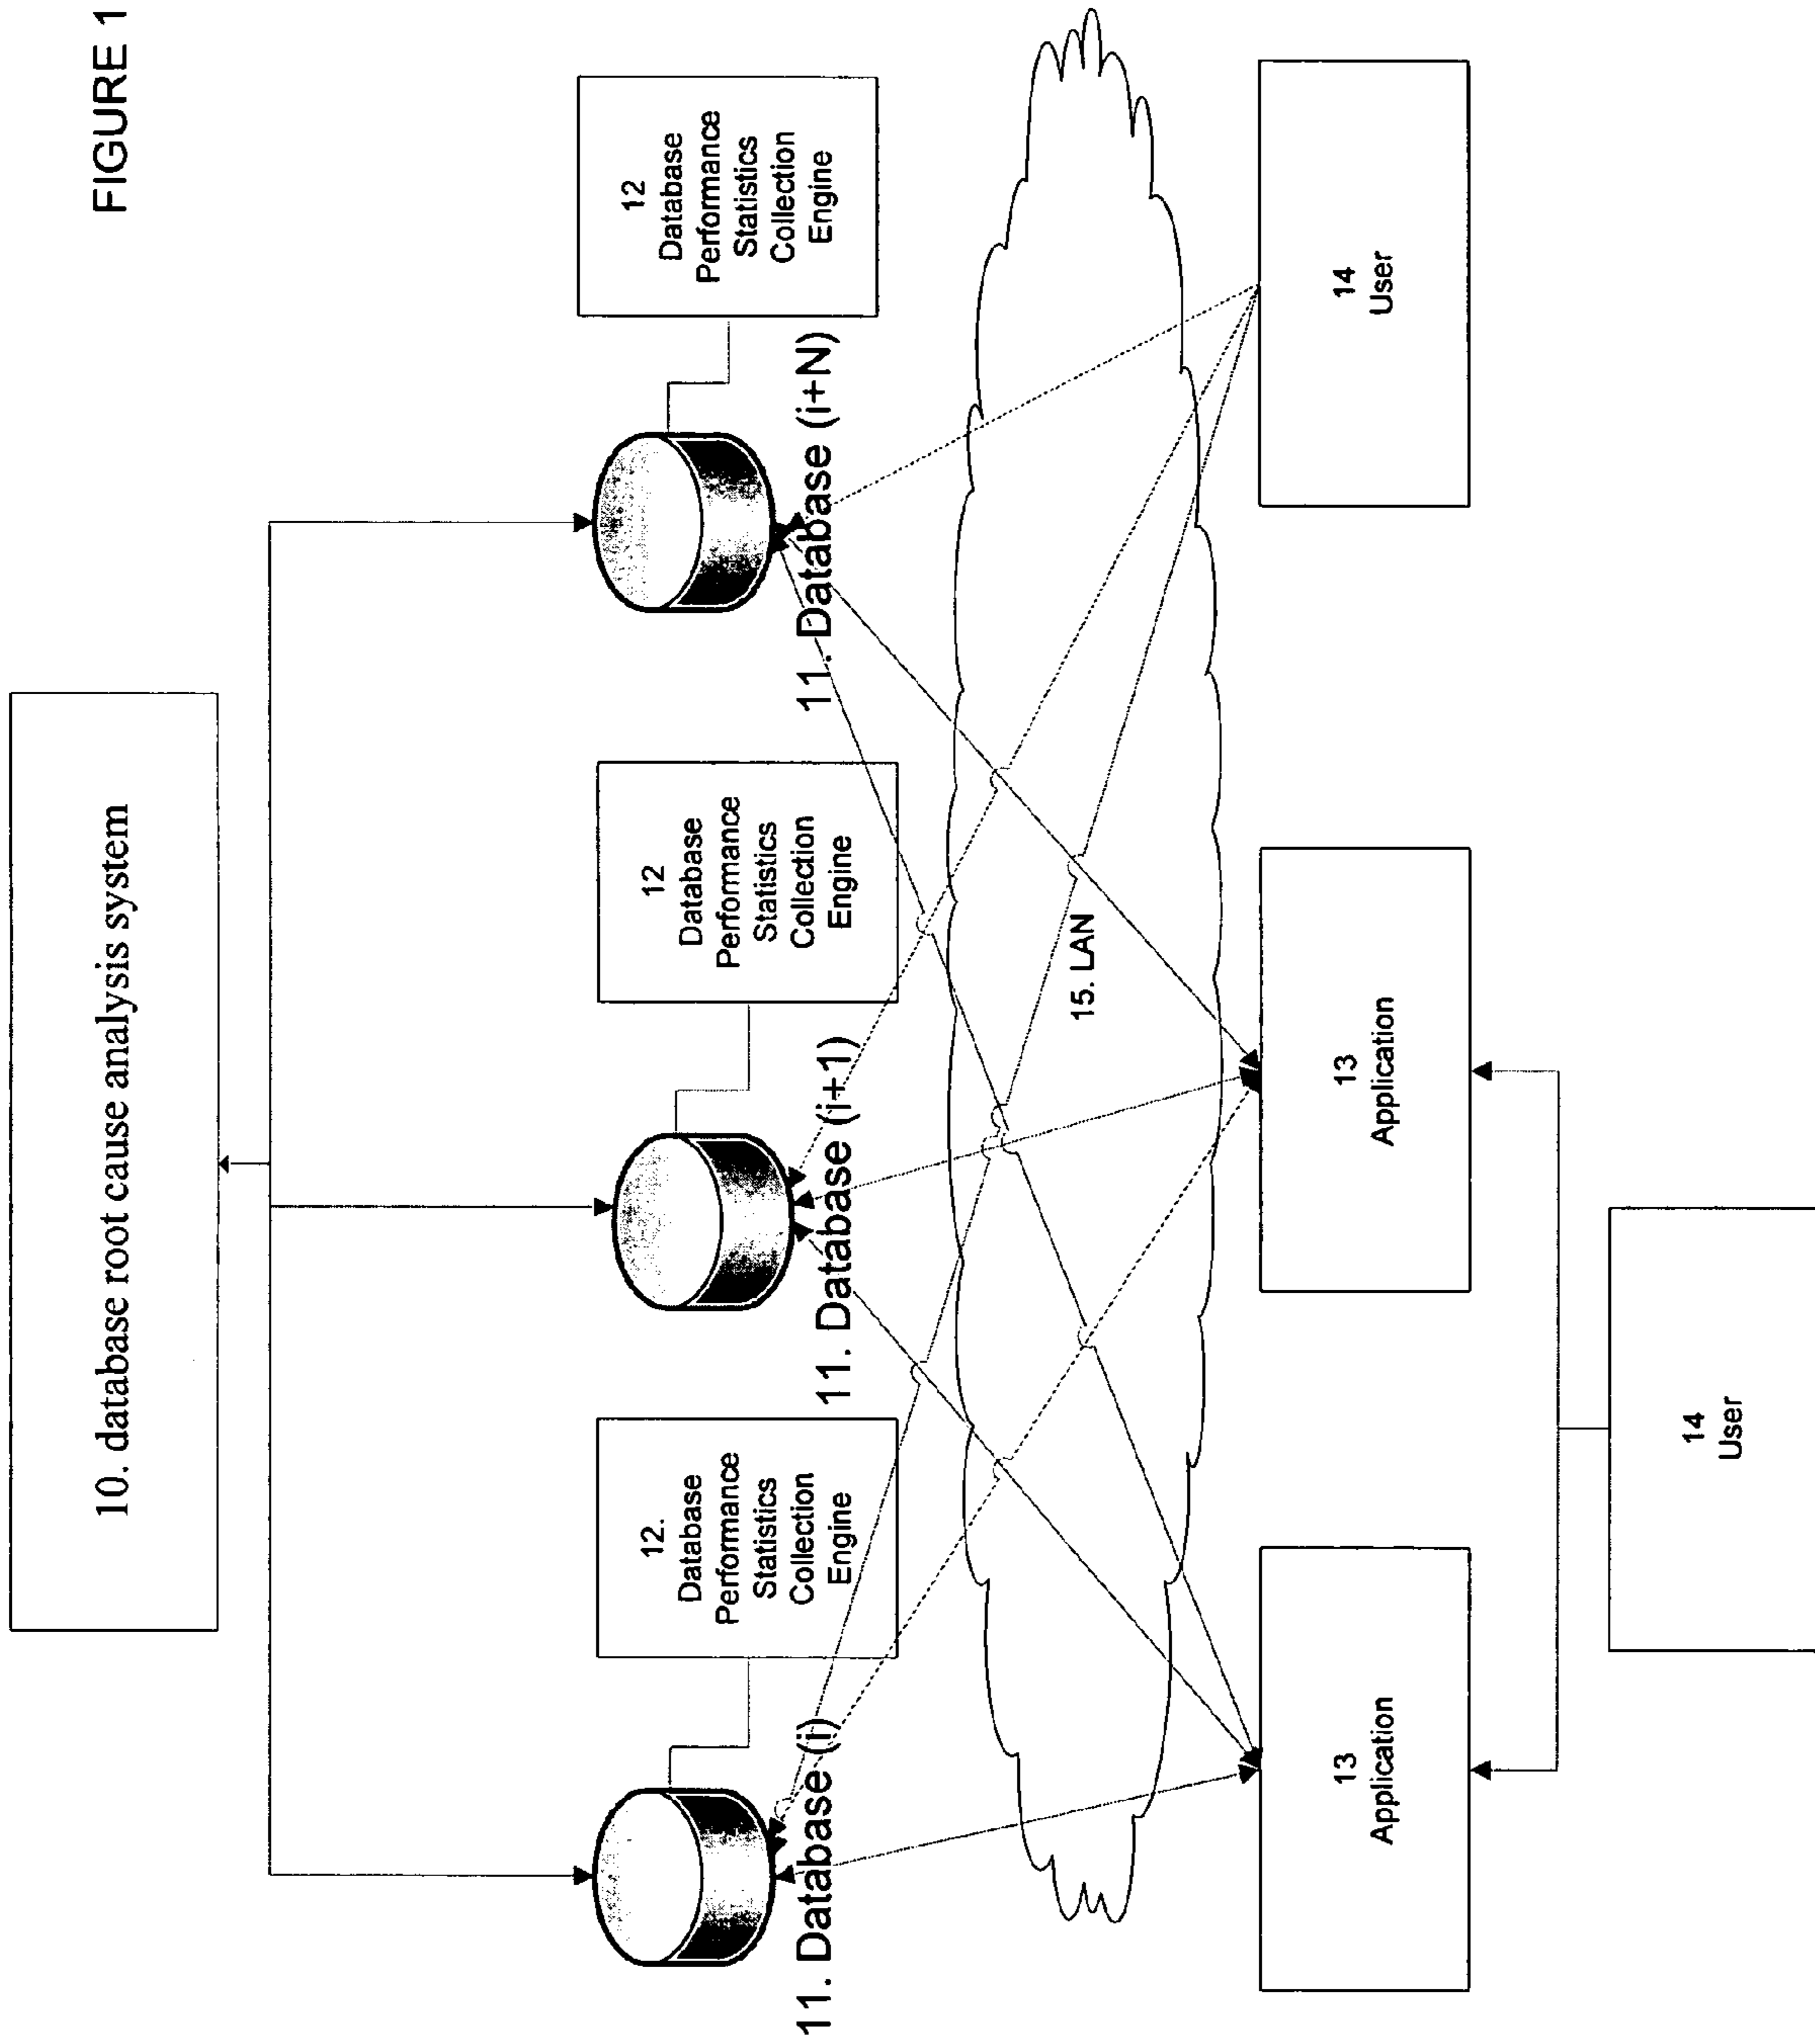 FIGURE 1
10. database root cause analysis system
12.
Database
Performance
Statistics
Collection
Engine
12
Database
Performance
Statistics
Collection
Engine
12
Database
Performance
Statistics
Collection
Engine
11. Database (i)
11. Database (i+1)
11. Database (i+N)
15. LAN
13
Application
13
Application
14
User
14
User